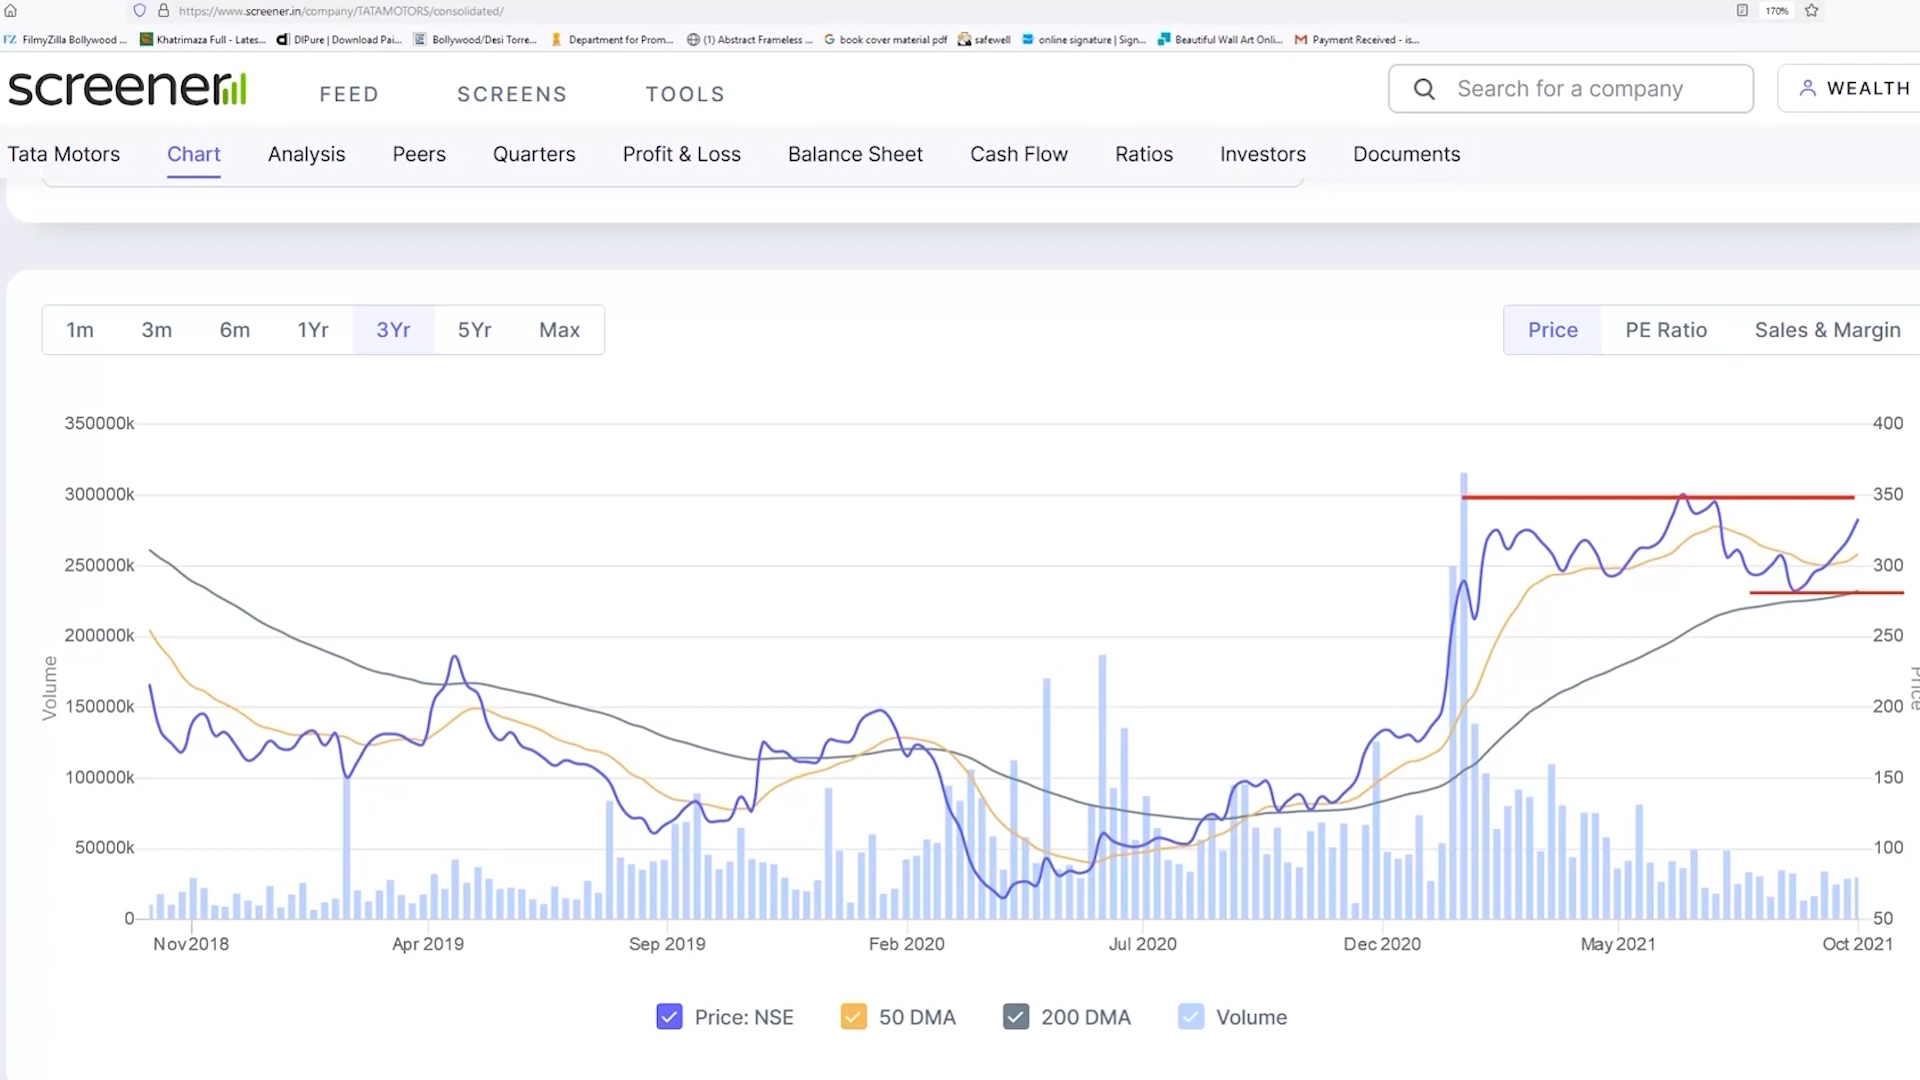 https://www.screener.in/company/TATAMOTORS/consolidated/
170%
FilmyZilla Bollywood ...
Khatrimaza Full - Lates...
DIPure | Download Pai...
Bollywood/Desi Torre...
Department for Prom...
(1) Abstract Frameless ...
book cover material pdf
safewell
online signature | Sign...
Beautiful Wall Art Onli...
Payment Received - is...
screener
FEED
SCREENS
TOOLS
Search for a company
WEALTH
Tata Motors
Chart
Analysis
Peers
Quarters
Profit & Loss
Balance Sheet
Cash Flow
Ratios
Investors
Documents
1m
3m
6m
1Yr
3Yr
5Yr
Max
Price
PE Ratio
Sales & Margin
350000k
400
300000k
350
250000k
300
200000k
250
150000k
200
100000k
150
50000k
100
0
50
Volume
Price
Nov 2018
Apr 2019
Sep 2019
Feb 2020
Jul 2020
Dec 2020
May 2021
Oct 2021
Price: NSE
50 DMA
200 DMA
Volume